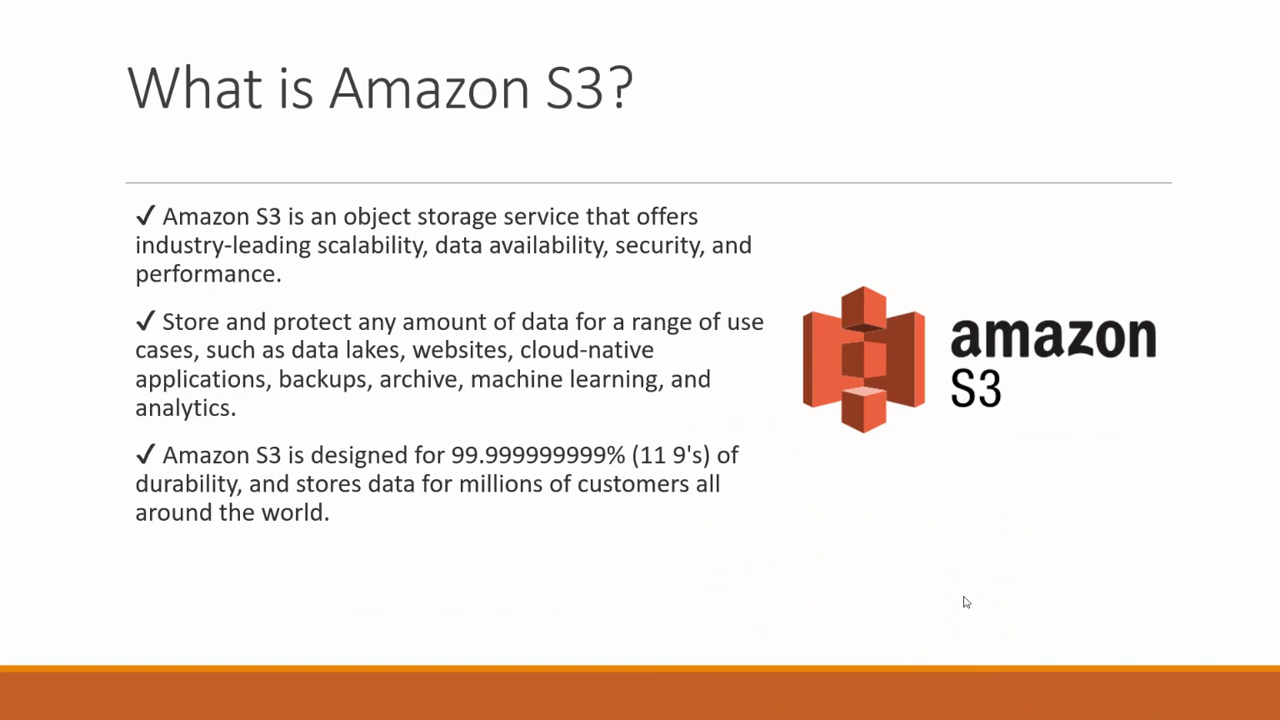 What is Amazon S3?
✓ Amazon S3 is an object storage service that offers
industry-leading scalability, data availability, security, and
performance.
✓ Store and protect any amount of data for a range of use
cases, such as data lakes, websites, cloud-native
applications, backups, archive, machine learning, and
analytics.
✓ Amazon S3 is designed for 99.999999999% (11 9's) of
durability, and stores data for millions of customers all
around the world.
amazon
S3